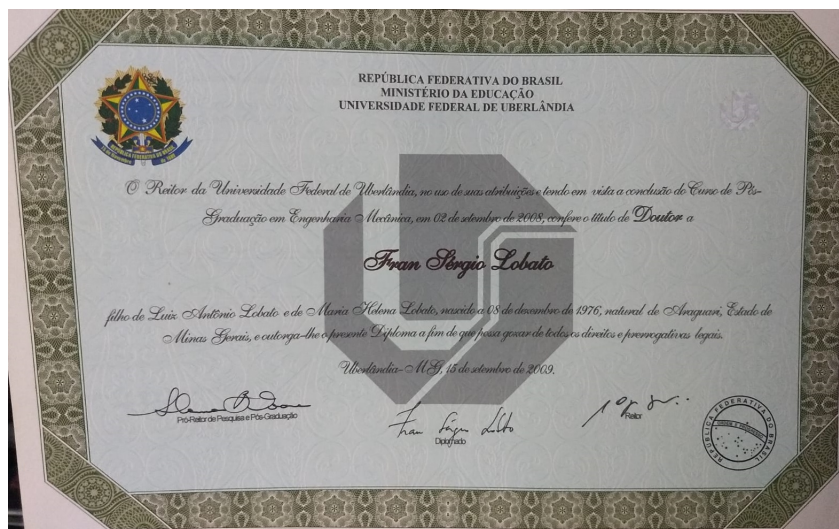 REPÚBLICA FEDERATIVA DO BRASIL
MINISTÉRIO DA EDUCAÇÃO
UNIVERSIDADE FEDERAL DE UBERLÂNDIA
O Reitor da Universidade Federal de Uberlândia, no uso de suas atribuições e tendo em vista a conclusão do Curso de Pós-
Graduação em Engenharia Mecânica, em 02 de setembro de 2008, confere o título de Doutor a
Fran Sérgio Lobato
filho de Luiz Antônio Lobato e de Maria Helena Lobato, nascido a 08 de dezembro de 1976, natural de Araguari, Estado de
Minas Gerais, e outorga-lhe o presente Diploma a fim de que possa gozar de todos os direitos e prerrogativas legais.
Uberlândia-MG, 15 de setembro de 2009.
Pró-Reitor de Pesquisa e Pós-Graduação
Fran Sérgio Lobato
Diplomado
Reitor
REPÚBLICA FEDERATIVA DO BRASIL